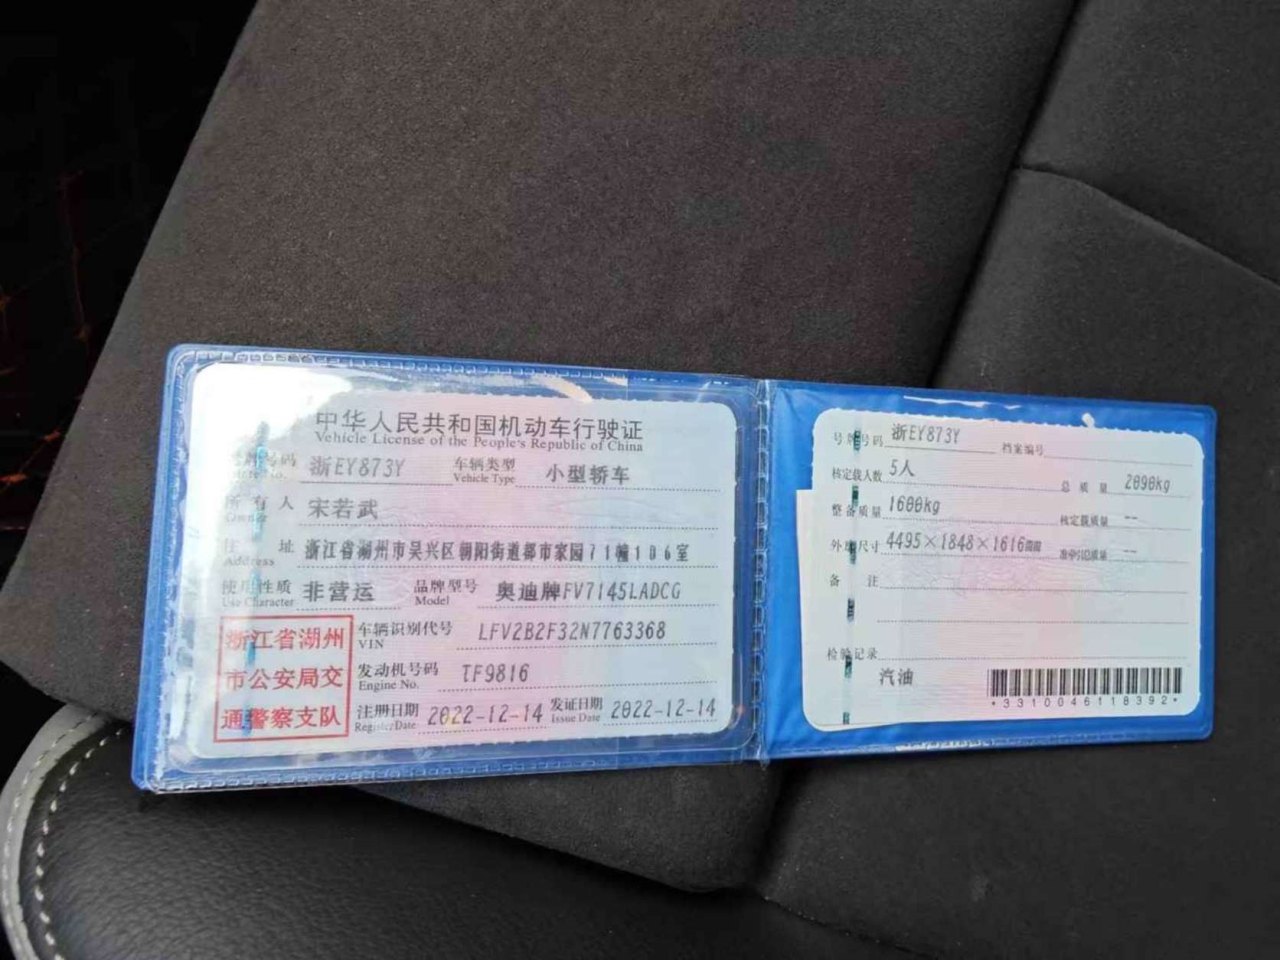 中华人民共和国机动车行驶证
Vehicle License of the People's Republic of China
号牌号码 浙EY873Y 车辆类型 小型轿车
Plate No. Vehicle Type
所有人 宋若武
Owner
住址 浙江省湖州市吴兴区朝阳街道都市家园71幢106室
Address
使用性质 非营运 品牌型号 奥迪牌FV7145LADCG
Use Character Model
浙江省湖州
市公安局交
通警察支队
车辆识别代号 LFV2B2F32N7763368
VIN
发动机号码 TF9816
Engine No.
注册日期 2022-12-14 发证日期 2022-12-14
Register Date Issue Date
号牌号码 浙EY873Y 档案编号
核定载人数 5人 总质量 2090kg
整备质量 1600kg 核定载质量 --
外廓尺寸 4495×1848×1616mm 准牵引总质量 --
备注
检验记录
汽油
*3310046118392*